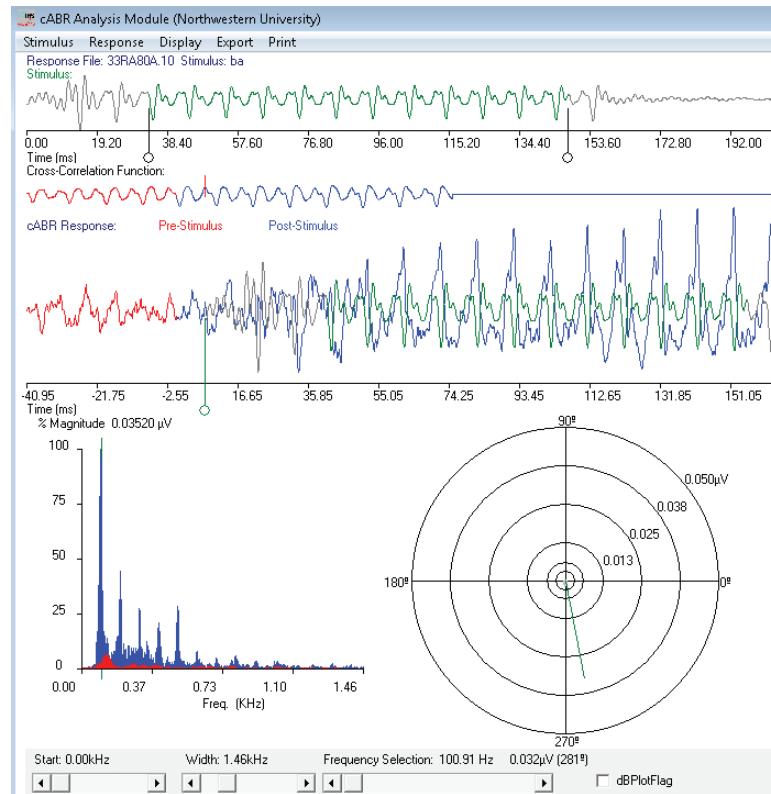 cABR Analysis Module (Northwestern University)
Stimulus Response Display Export Print
Response File: 33RA80A.10 Stimulus: ba
Stimulus:
0.00 19.20 38.40 57.60 76.80 96.00 115.20 134.40 153.60 172.80 192.00
Time (ms)
Cross-Correlation Function:
cABR Response: Pre-Stimulus Post-Stimulus
-40.95 -21.75 -2.55 16.65 35.85 55.05 74.25 93.45 112.65 131.85 151.05
Time (ms)
% Magnitude 0.03520 µV
100
75
50
25
0
0.00 0.37 0.73 1.10 1.46
Freq. (KHz)
90º
0.050µV
0.038
0.025
0.013
180º 0º
270º
Start: 0.00kHz Width: 1.46kHz Frequency Selection: 100.91 Hz 0.032µV (281º)
dBPlotFlag